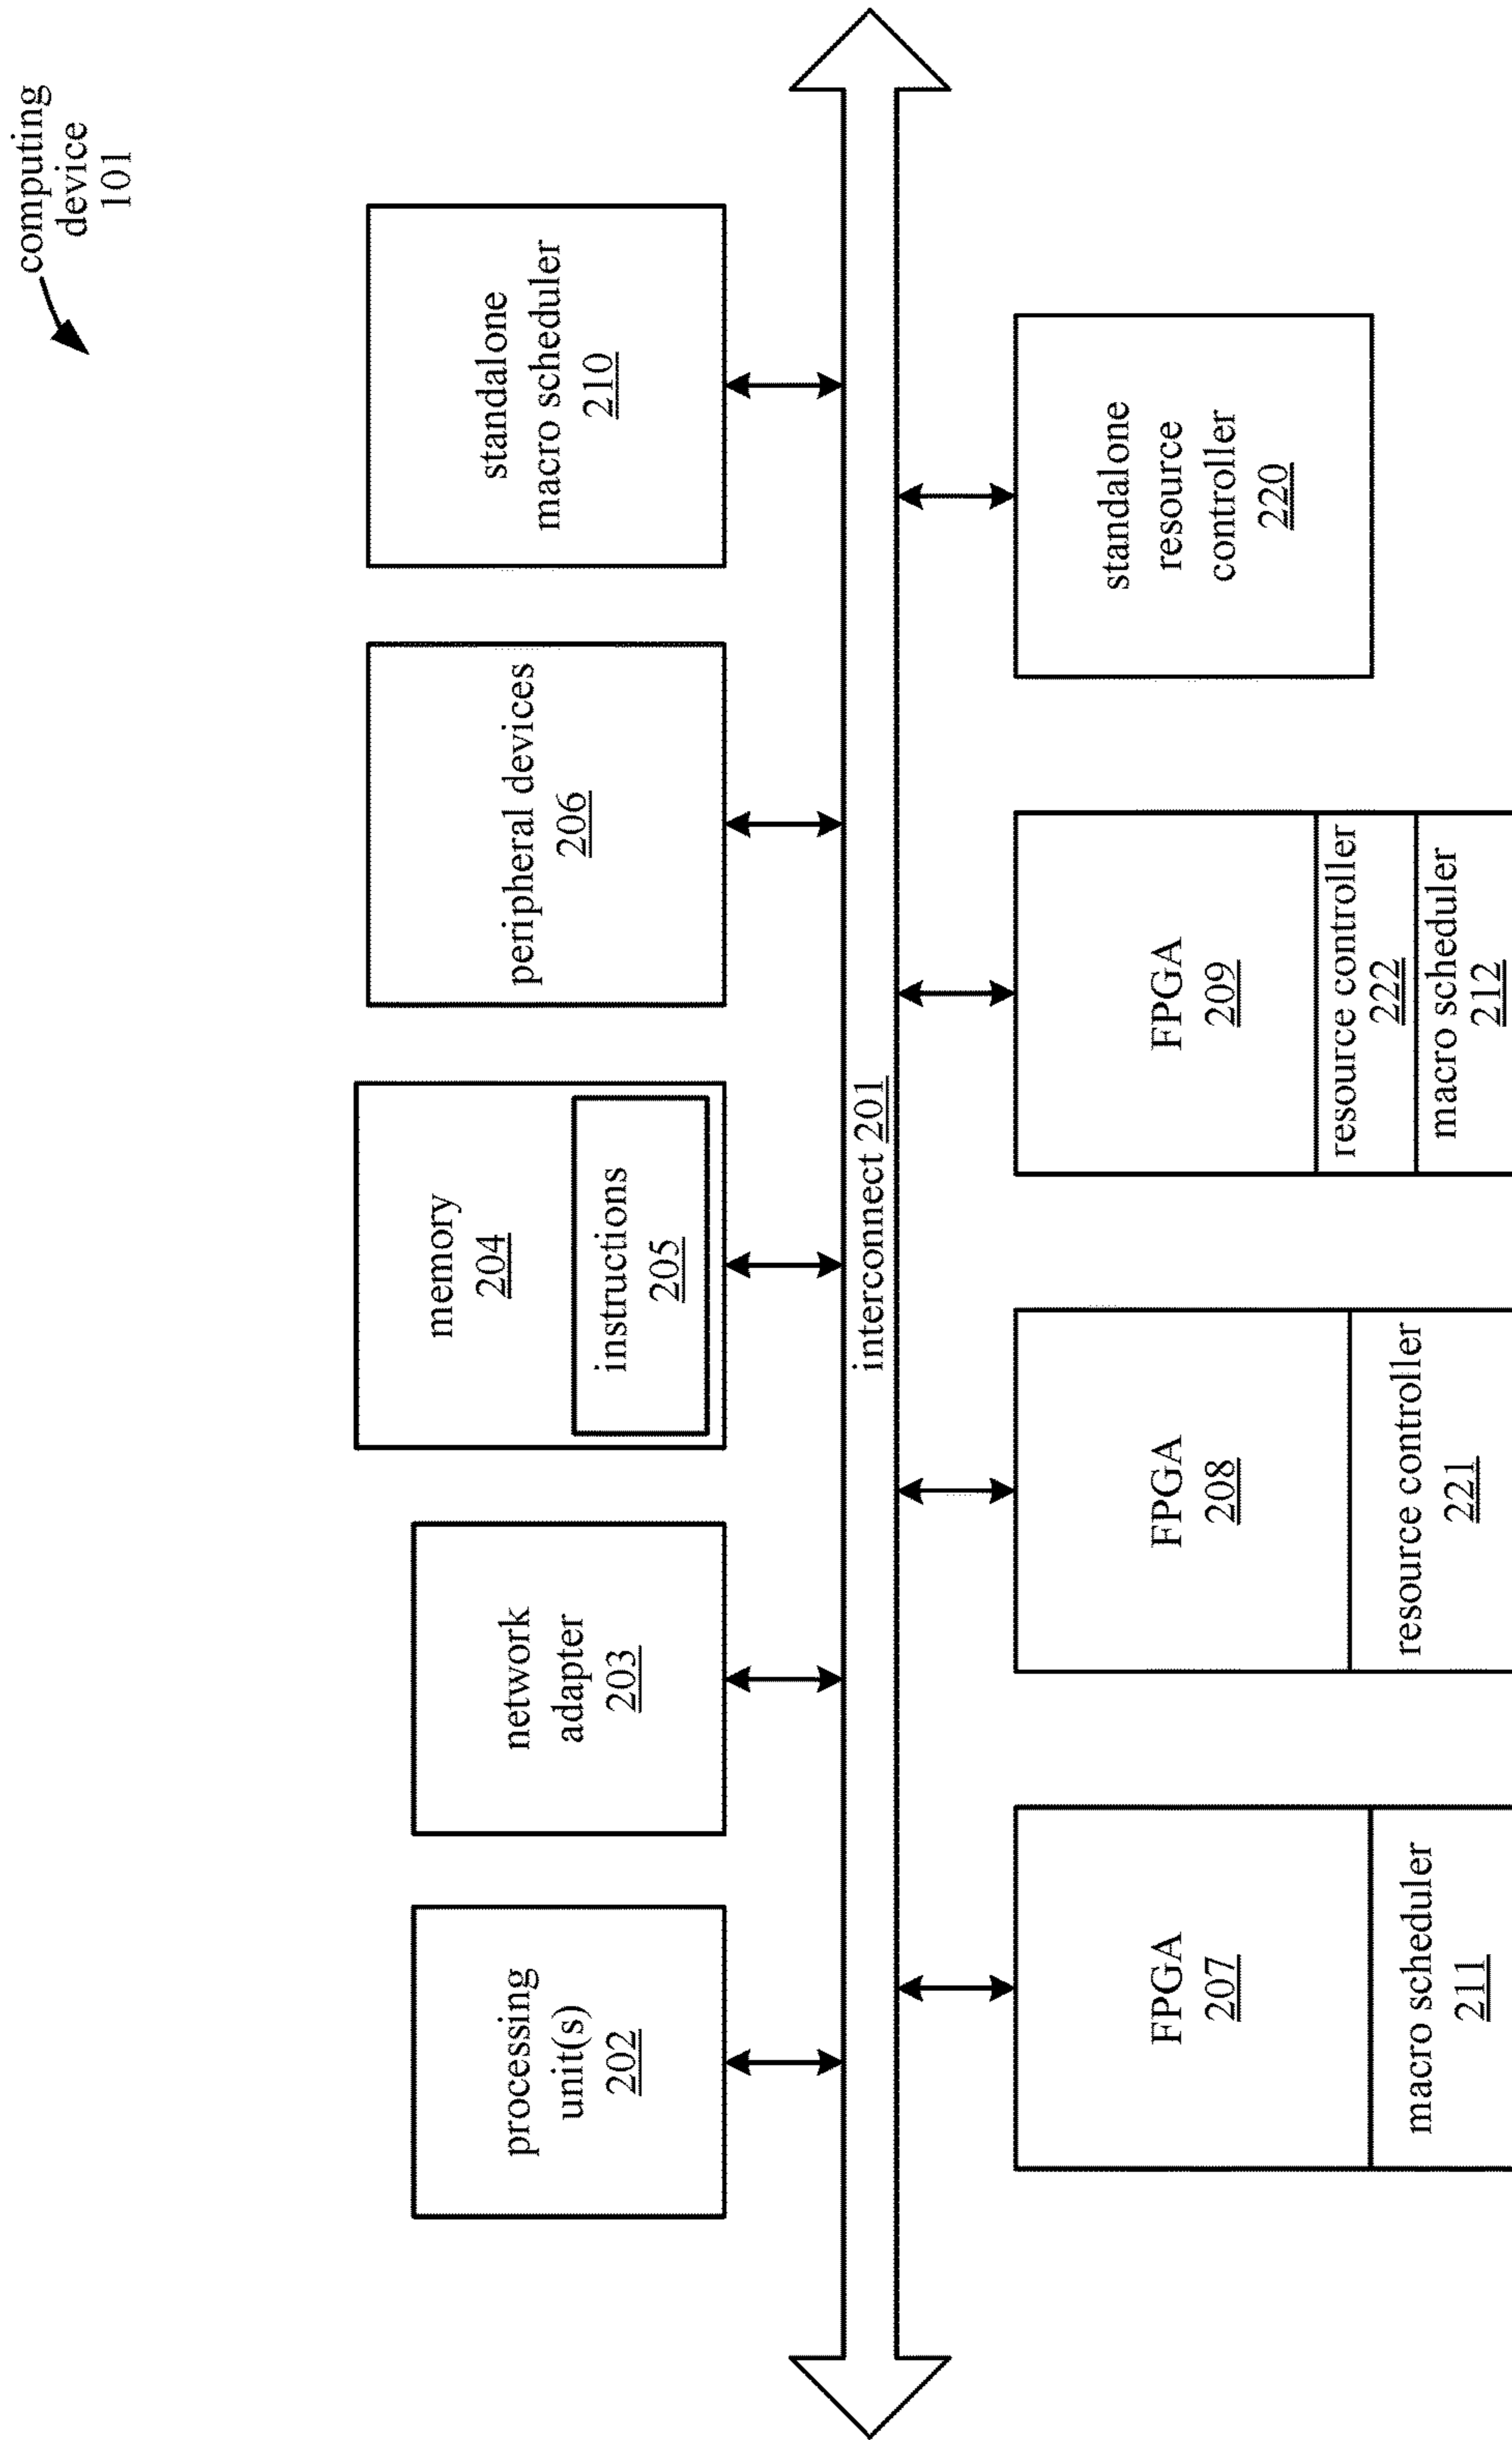 computing
device
101
processing
unit(s)
202
network
adapter
203
memory
204
instructions
205
peripheral devices
206
standalone
macro scheduler
210
interconnect 201
FPGA
207
macro scheduler
211
FPGA
208
resource controller
221
FPGA
209
resource controller
222
macro scheduler
212
standalone
resource
controller
220